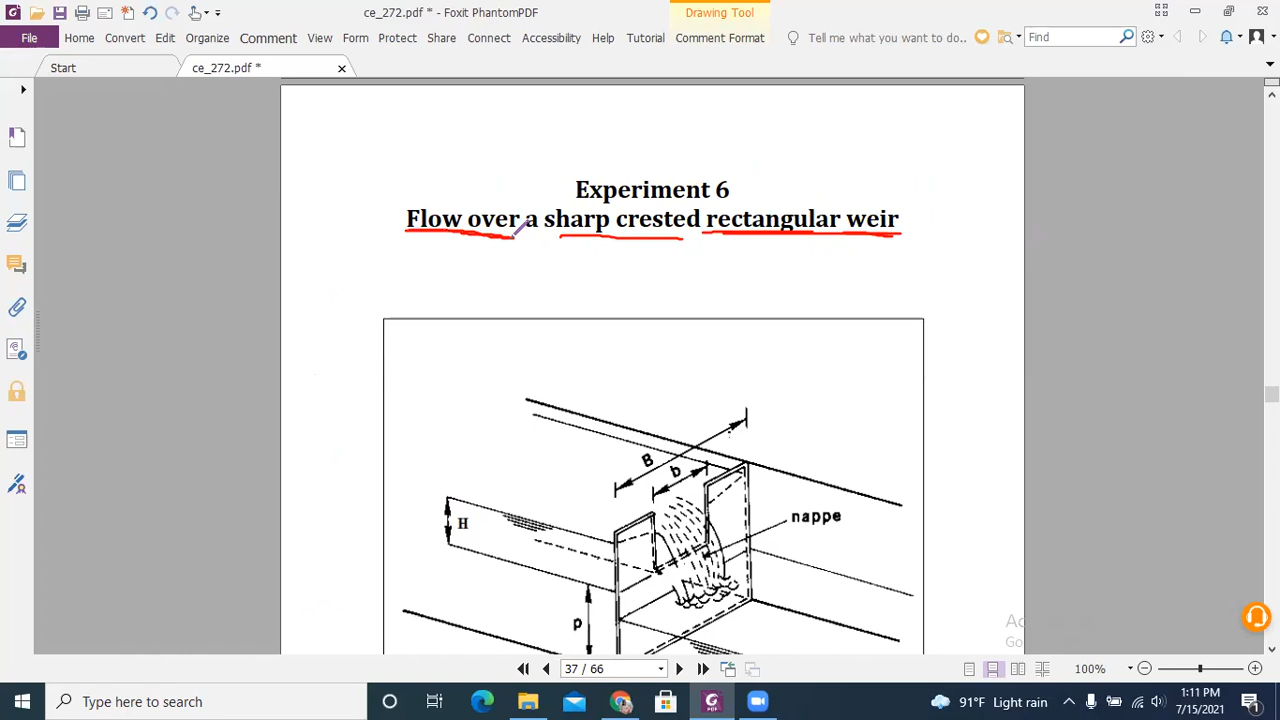 ce_272.pdf * - Foxit PhantomPDF
Drawing Tool
File Home Convert Edit Organize Comment View Form Protect Share Connect Accessibility Help Tutorial Comment Format Tell me what you want to do.. Find
Start ce_272.pdf *
Experiment 6
Flow over a sharp crested rectangular weir
B
b
H
nappe
p
37 / 66
100%
Type here to search
91°F Light rain
1:11 PM
7/15/2021